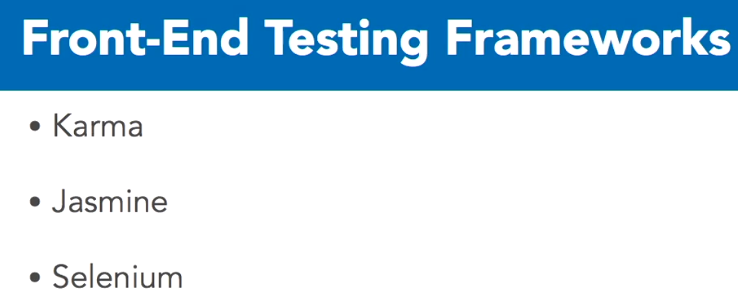 Front-End Testing Frameworks
• Karma
• Jasmine
• Selenium